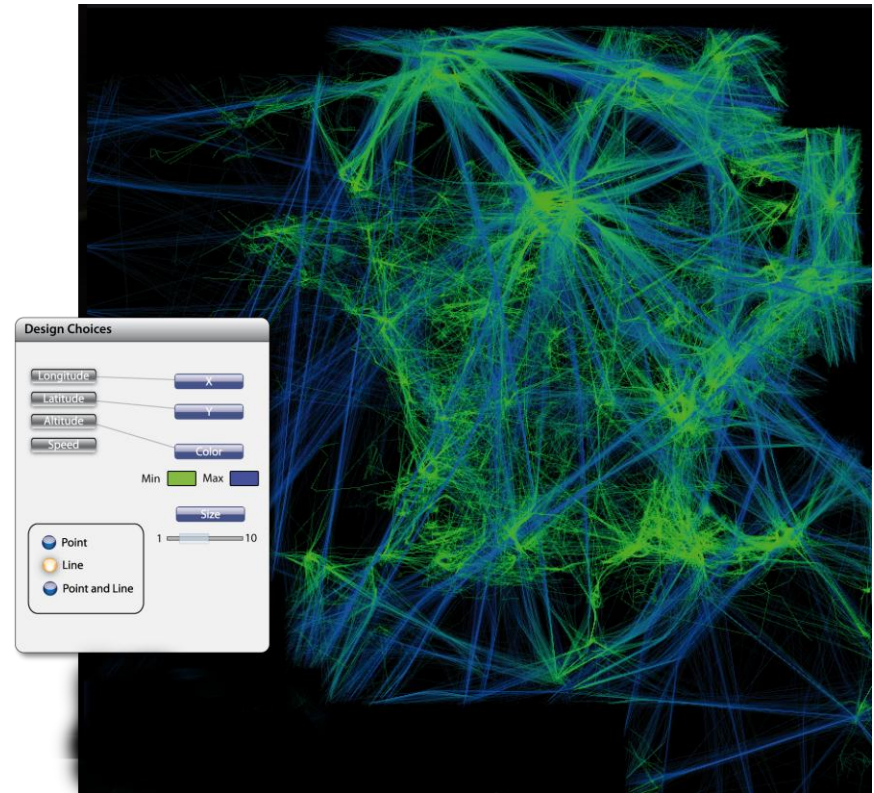 Design Choices
Longitude
X
Latitude
Y
Altitude
Speed
Color
Min Max
Size
1 10
Point
Line
Point and Line